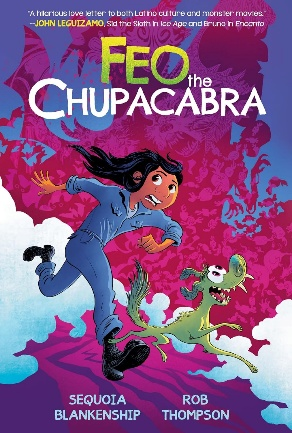 "A hilarious love letter to both Latino culture and monster movies."
—JOHN LEGUIZAMO, Sid the Sloth in Ice Age and Bruno in Encanto
FEO
the
CHUPACABRA
SEQUOIA
BLANKENSHIP
ROB
THOMPSON